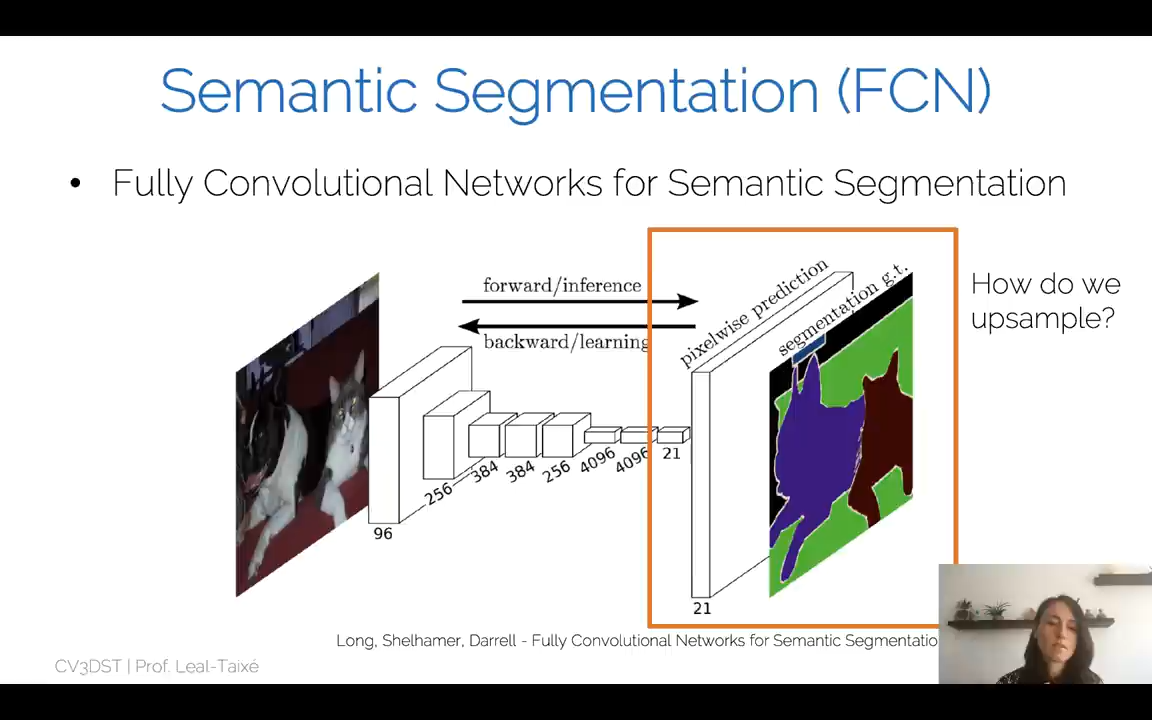 Semantic Segmentation (FCN)
• Fully Convolutional Networks for Semantic Segmentation
forward/inference
backward/learning
pixelwise prediction
segmentation g.t.
How do we
upsample?
96
256
384
384
256
4096
4096
21
21
Long, Shelhamer, Darrell - Fully Convolutional Networks for Semantic Segmentatio
CV3DST | Prof. Leal-Taixé